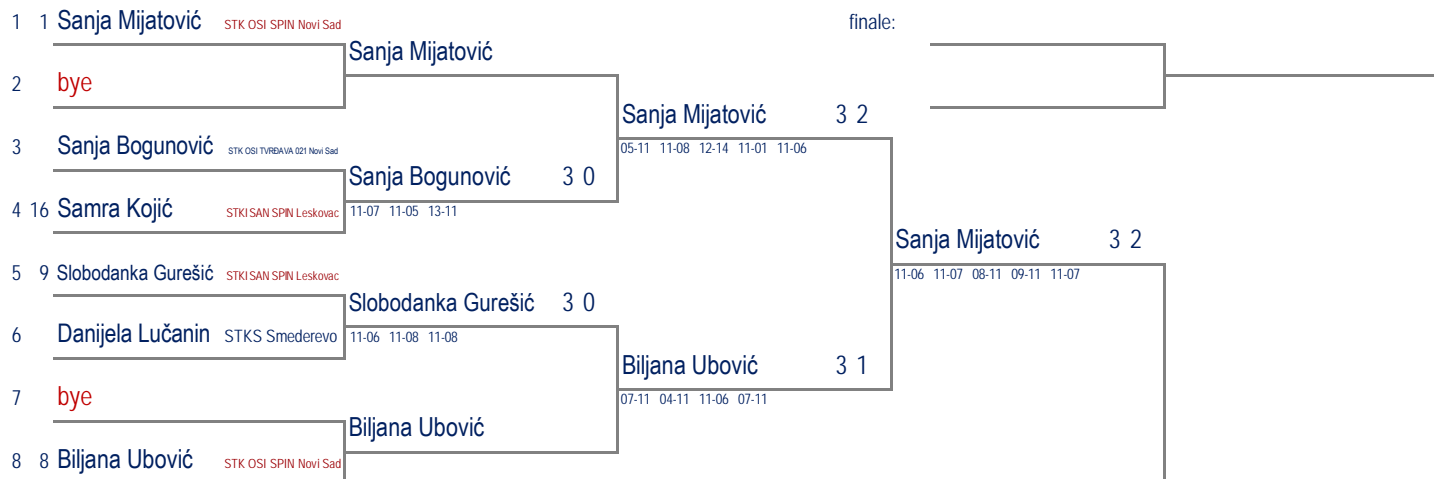 1 1 Sanja Mijatović STK OSI SPIN Novi Sad
finale:
Sanja Mijatović
2 bye
Sanja Mijatović 3 2
3 Sanja Bogunović STK OSI TVRĐAVA 021 Novi Sad
05-11 11-08 12-14 11-01 11-06
Sanja Bogunović 3 0
4 16 Samra Kojić STKI SAN SPIN Leskovac
11-07 11-05 13-11
Sanja Mijatović 3 2
5 9 Slobodanka Gurešić STKI SAN SPIN Leskovac
11-06 11-07 08-11 09-11 11-07
Slobodanka Gurešić 3 0
6 Danijela Lučanin STKS Smederevo
11-06 11-08 11-08
Biljana Ubović 3 1
7 bye
07-11 04-11 11-06 07-11
Biljana Ubović
8 8 Biljana Ubović STK OSI SPIN Novi Sad